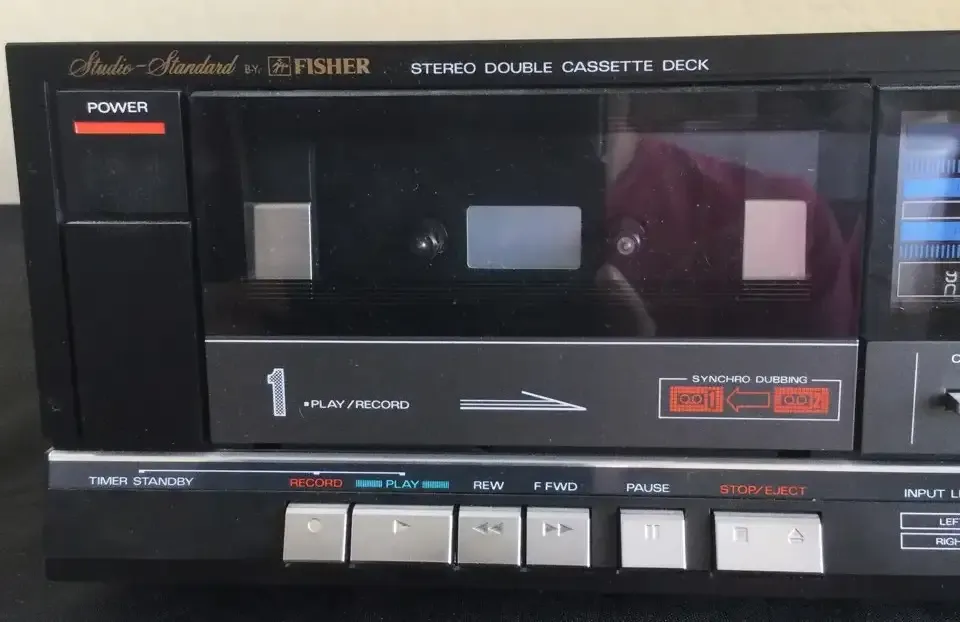 Studio-Standard BY FISHER STEREO DOUBLE CASSETTE DECK
POWER
1 PLAY/RECORD
SYNCHRO DUBBING
1 2
TIMER STANDBY RECORD PLAY REW F FWD PAUSE STOP/EJECT
INPUT
LEFT